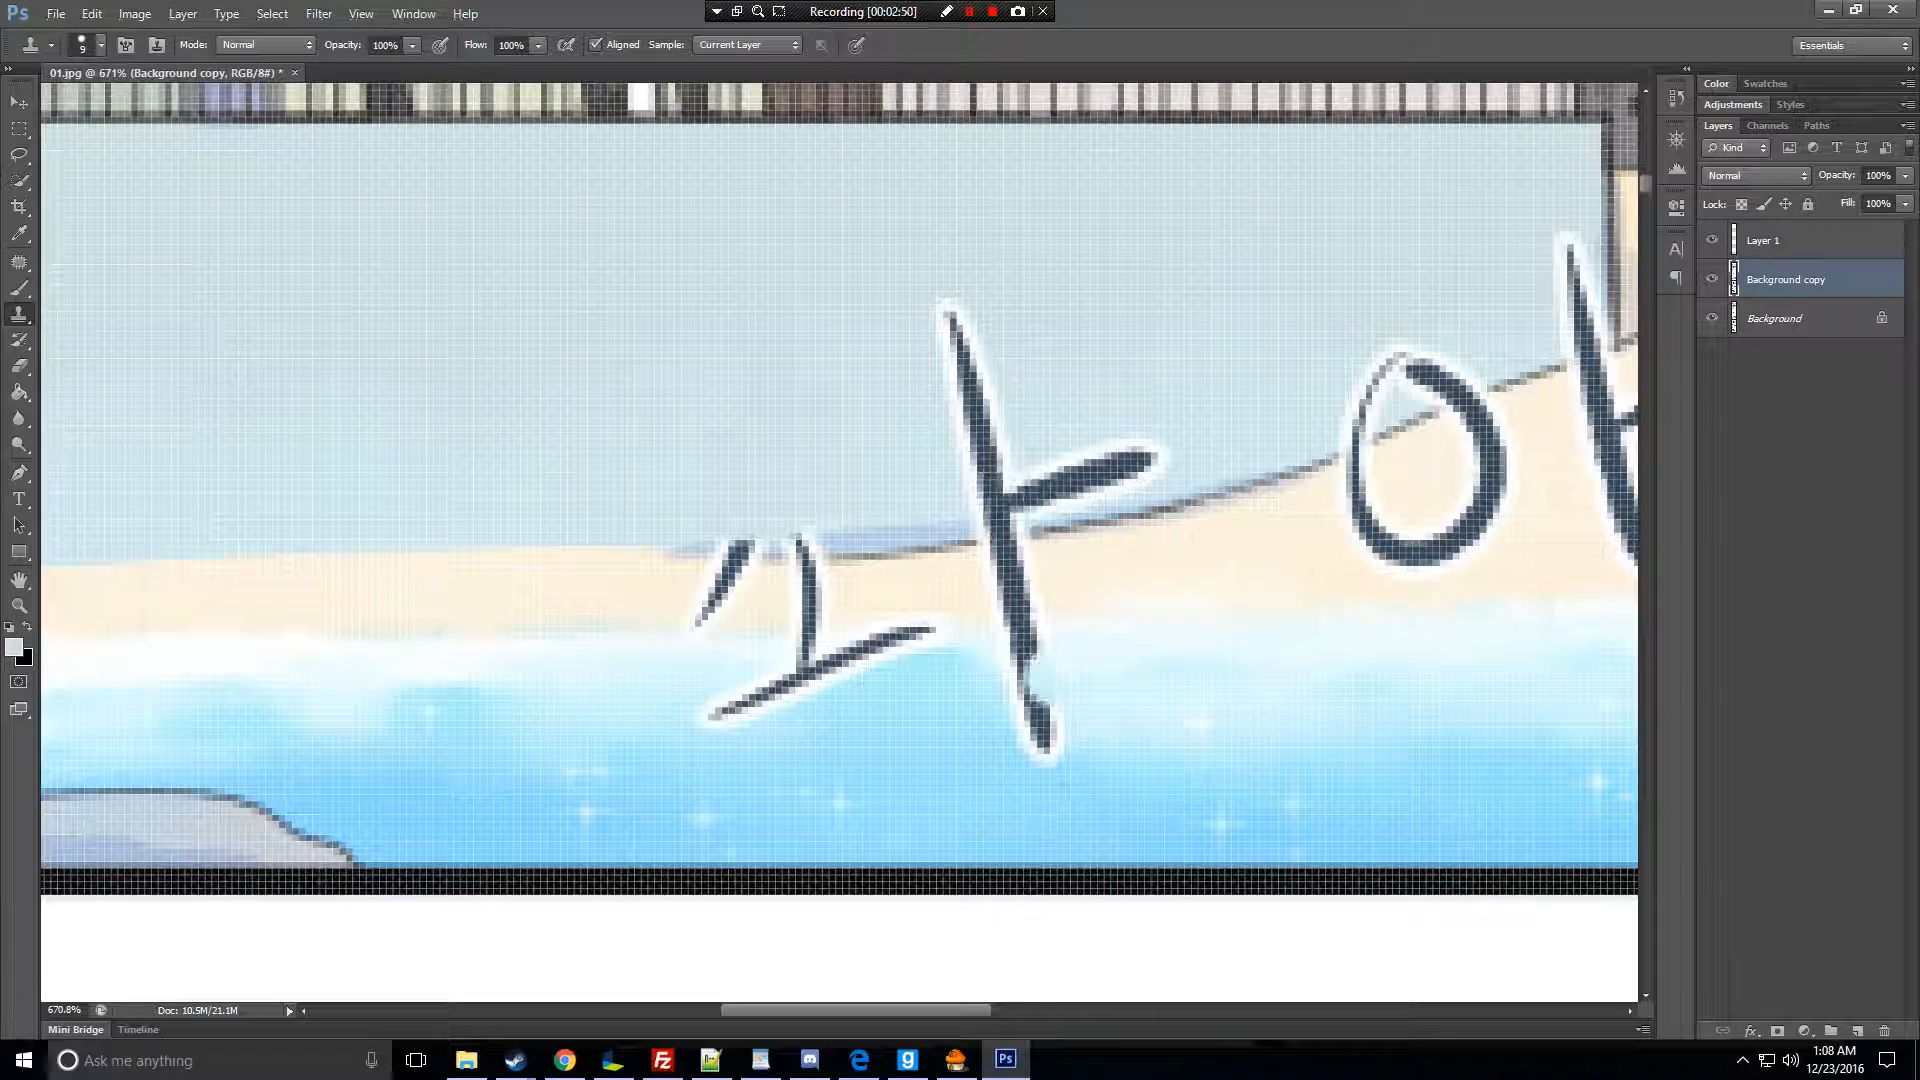 Ps File Edit Image Layer Type Select Filter View Window Help
Recording [00:02:50]
9 Mode: Normal Opacity: 100% Flow: 100% Aligned Sample: Current Layer Essentials
01.jpg @ 671% (Background copy, RGB/8#) * ×
Color Swatches
Adjustments Styles
Layers Channels Paths
Kind
Normal Opacity: 100%
Lock: Fill: 100%
Layer 1
Background copy
Background
670.8% Doc: 10.5M/21.1M
Mini Bridge Timeline
Ask me anything
1:08 AM
12/23/2016